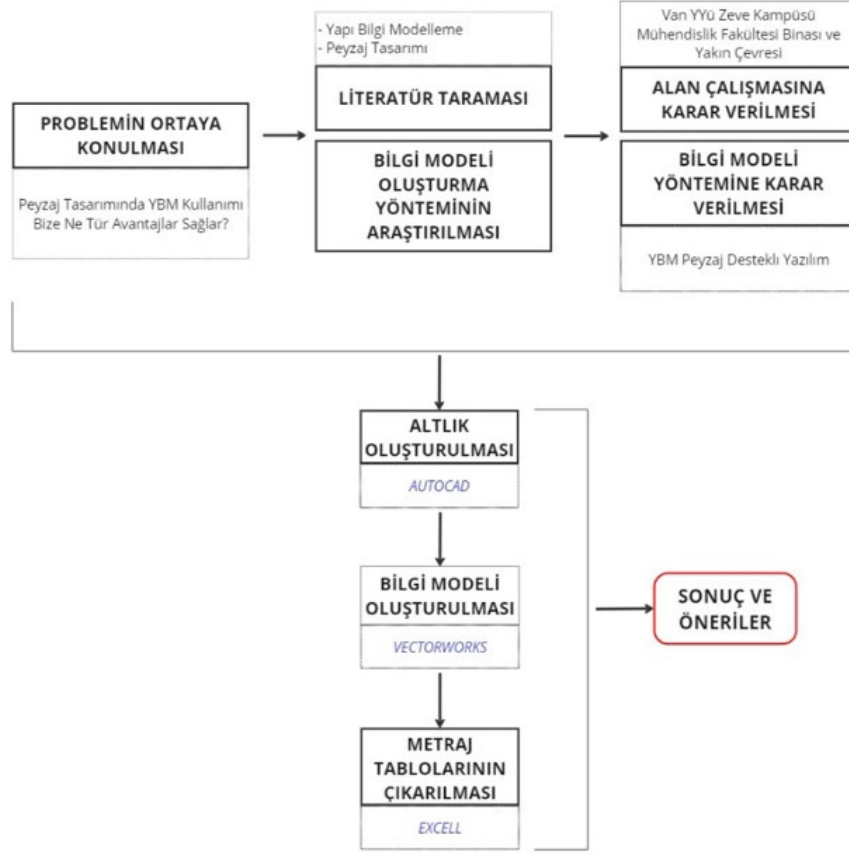 PROBLEMİN ORTAYA
KONULMASI
Peyzaj Tasarımında YBM Kullanımı
Bize Ne Tür Avantajlar Sağlar?
- Yapı Bilgi Modelleme
- Peyzaj Tasarımı
LİTERATÜR TARAMASI
BİLGİ MODELİ
OLUŞTURMA
YÖNTEMİNİN
ARAŞTIRILMASI
Van YYü Zeve Kampüsü
Mühendislik Fakültesi Binası ve
Yakın Çevresi
ALAN ÇALIŞMASINA
KARAR VERİLMESİ
BİLGİ MODELİ
YÖNTEMİNE KARAR
VERİLMESİ
YBM Peyzaj Destekli Yazılım
ALTLIK
OLUŞTURULMASI
AUTOCAD
BİLGİ MODELİ
OLUŞTURULMASI
VECTORWORKS
METRAJ
TABLOLARININ
ÇIKARILMASI
EXCELL
SONUÇ VE
ÖNERİLER